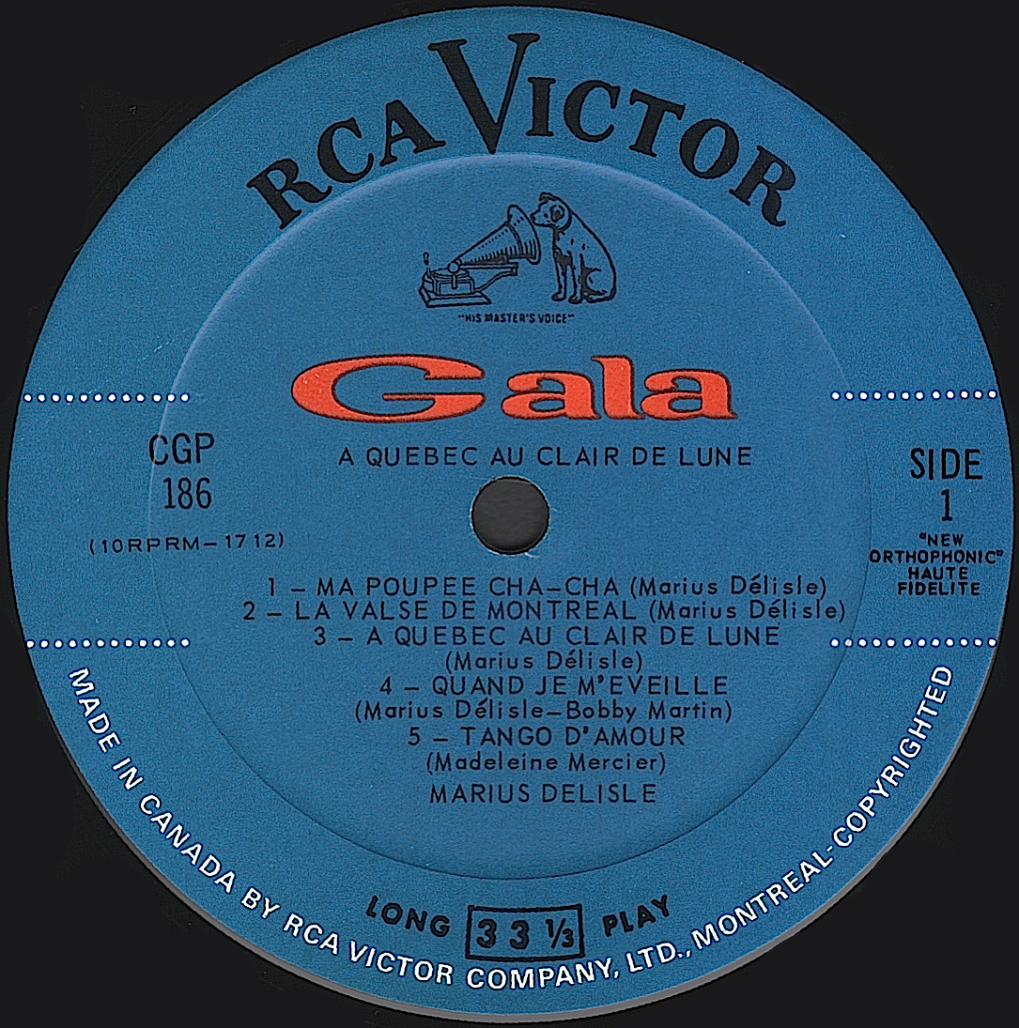 RCA VICTOR
"HIS MASTER'S VOICE"
Gala
A QUEBEC AU CLAIR DE LUNE
CGP
186
(10RPRM-1712)
SIDE
1
"NEW
ORTHOPHONIC"
HAUTE
FIDELITE
1 - MA POUPEE CHA-CHA (Marius Délisle)
2 - LA VALSE DE MONTREAL (Marius Délisle)
3 - A QUEBEC AU CLAIR DE LUNE
(Marius Délisle)
4 - QUAND JE M'EVEILLE
(Marius Délisle-Bobby Martin)
5 - TANGO D'AMOUR
(Madeleine Mercier)
MARIUS DELISLE
LONG 33 1/3 PLAY
MADE IN CANADA BY RCA VICTOR COMPANY, LTD., MONTREAL-COPYRIGHTED